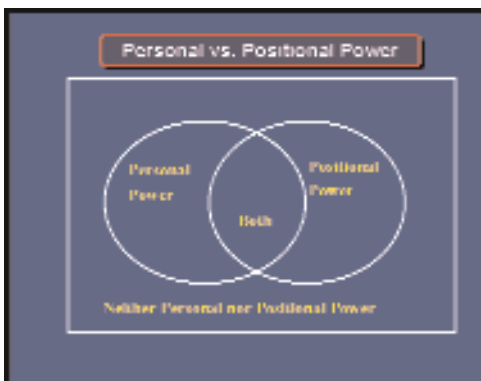 Personal vs. Positional Power
Personal
Power
Positional
Power
Both
Neither Personal nor Positional Power